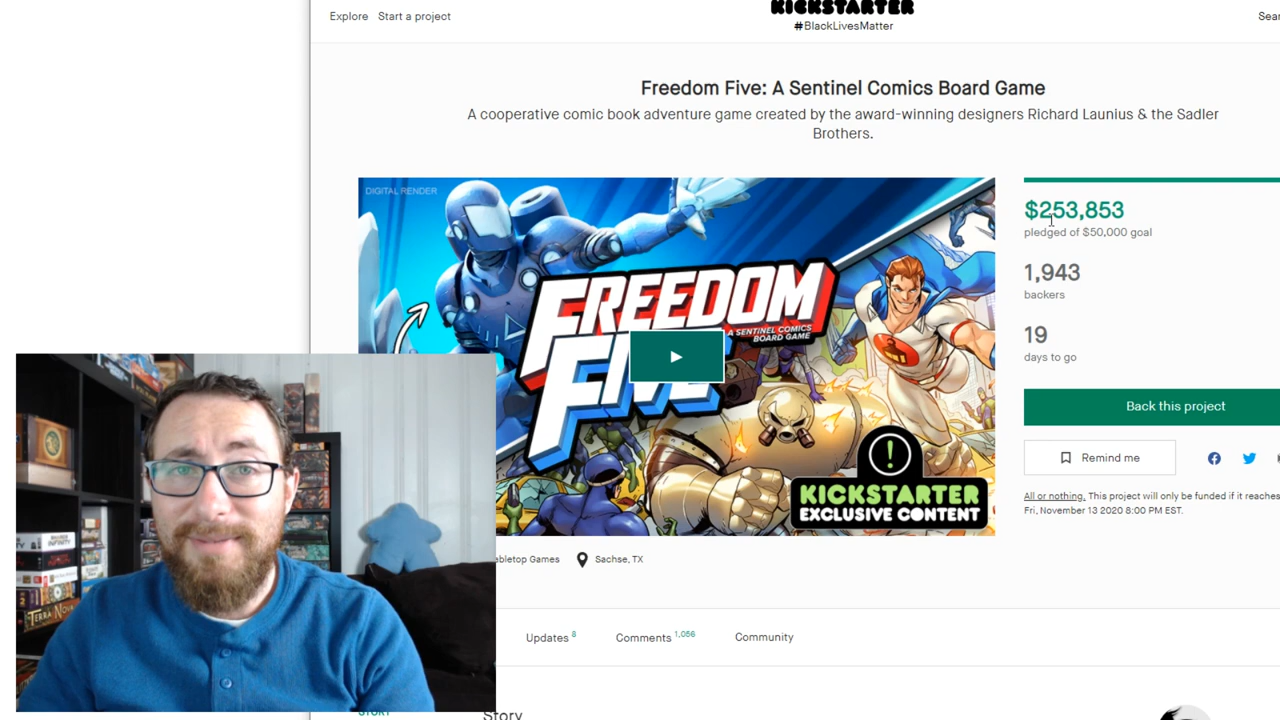 Explore Start a project
KICKSTARTER
#BlackLivesMatter
Sear
Freedom Five: A Sentinel Comics Board Game
A cooperative comic book adventure game created by the award-winning designers Richard Launius & the Sadler
Brothers.
DIGITAL RENDER
FREEDOM
FIVE
A SENTINEL COMICS
BOARD GAME
KICKSTARTER
EXCLUSIVE CONTENT
$253,853
pledged of $50,000 goal
1,943
backers
19
days to go
Back this project
Remind me
All or nothing. This project will only be funded if it reaches
Fri, November 13 2020 8:00 PM EST.
abletop Games
Sachse, TX
Updates 8
Comments 1,056
Community
STORY
Story
TERRA NOVA